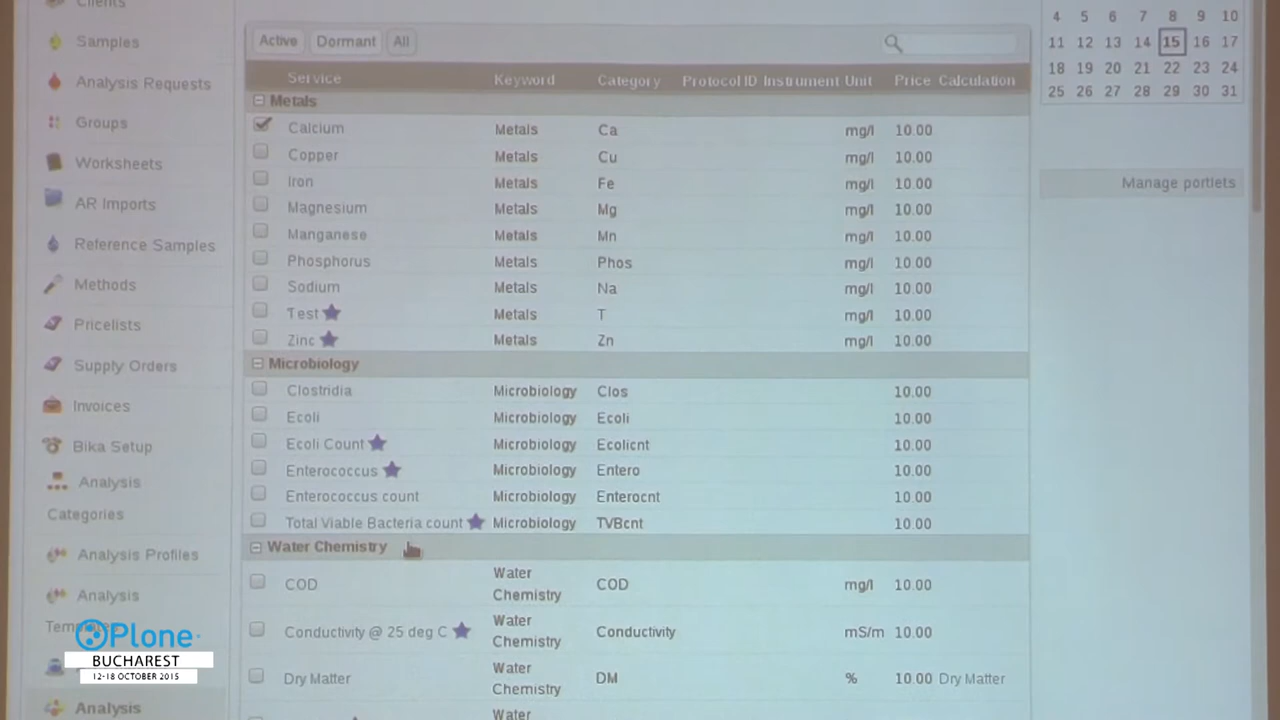 Clients
Samples
Analysis Requests
Groups
Worksheets
AR Imports
Reference Samples
Methods
Pricelists
Supply Orders
Invoices
Bika Setup
Analysis
Categories
Analysis Profiles
Analysis
Analysis
Active Dormant All
Service Keyword Category Protocol ID Instrument Unit Price Calculation
Metals
Calcium Metals Ca mg/l 10.00
Copper Metals Cu mg/l 10.00
Iron Metals Fe mg/l 10.00
Magnesium Metals Mg mg/l 10.00
Manganese Metals Mn mg/l 10.00
Phosphorus Metals Phos mg/l 10.00
Sodium Metals Na mg/l 10.00
Test Metals T mg/l 10.00
Zinc Metals Zn mg/l 10.00
Microbiology
Clostridia Microbiology Clos 10.00
Ecoli Microbiology Ecoli 10.00
Ecoli Count Microbiology Ecolicnt 10.00
Enterococcus Microbiology Entero 10.00
Enterococcus count Microbiology Enterocnt 10.00
Total Viable Bacteria count Microbiology TVBcnt 10.00
Water Chemistry
COD Water Chemistry COD mg/l 10.00
Conductivity @ 25 deg C Water Chemistry Conductivity mS/m 10.00
Dry Matter Water Chemistry DM % 10.00 Dry Matter
Water
4 5 6 7 8 9 10
11 12 13 14 15 16 17
18 19 20 21 22 23 24
25 26 27 28 29 30 31
Manage portlets
Plone
BUCHAREST
12-18 OCTOBER 2015